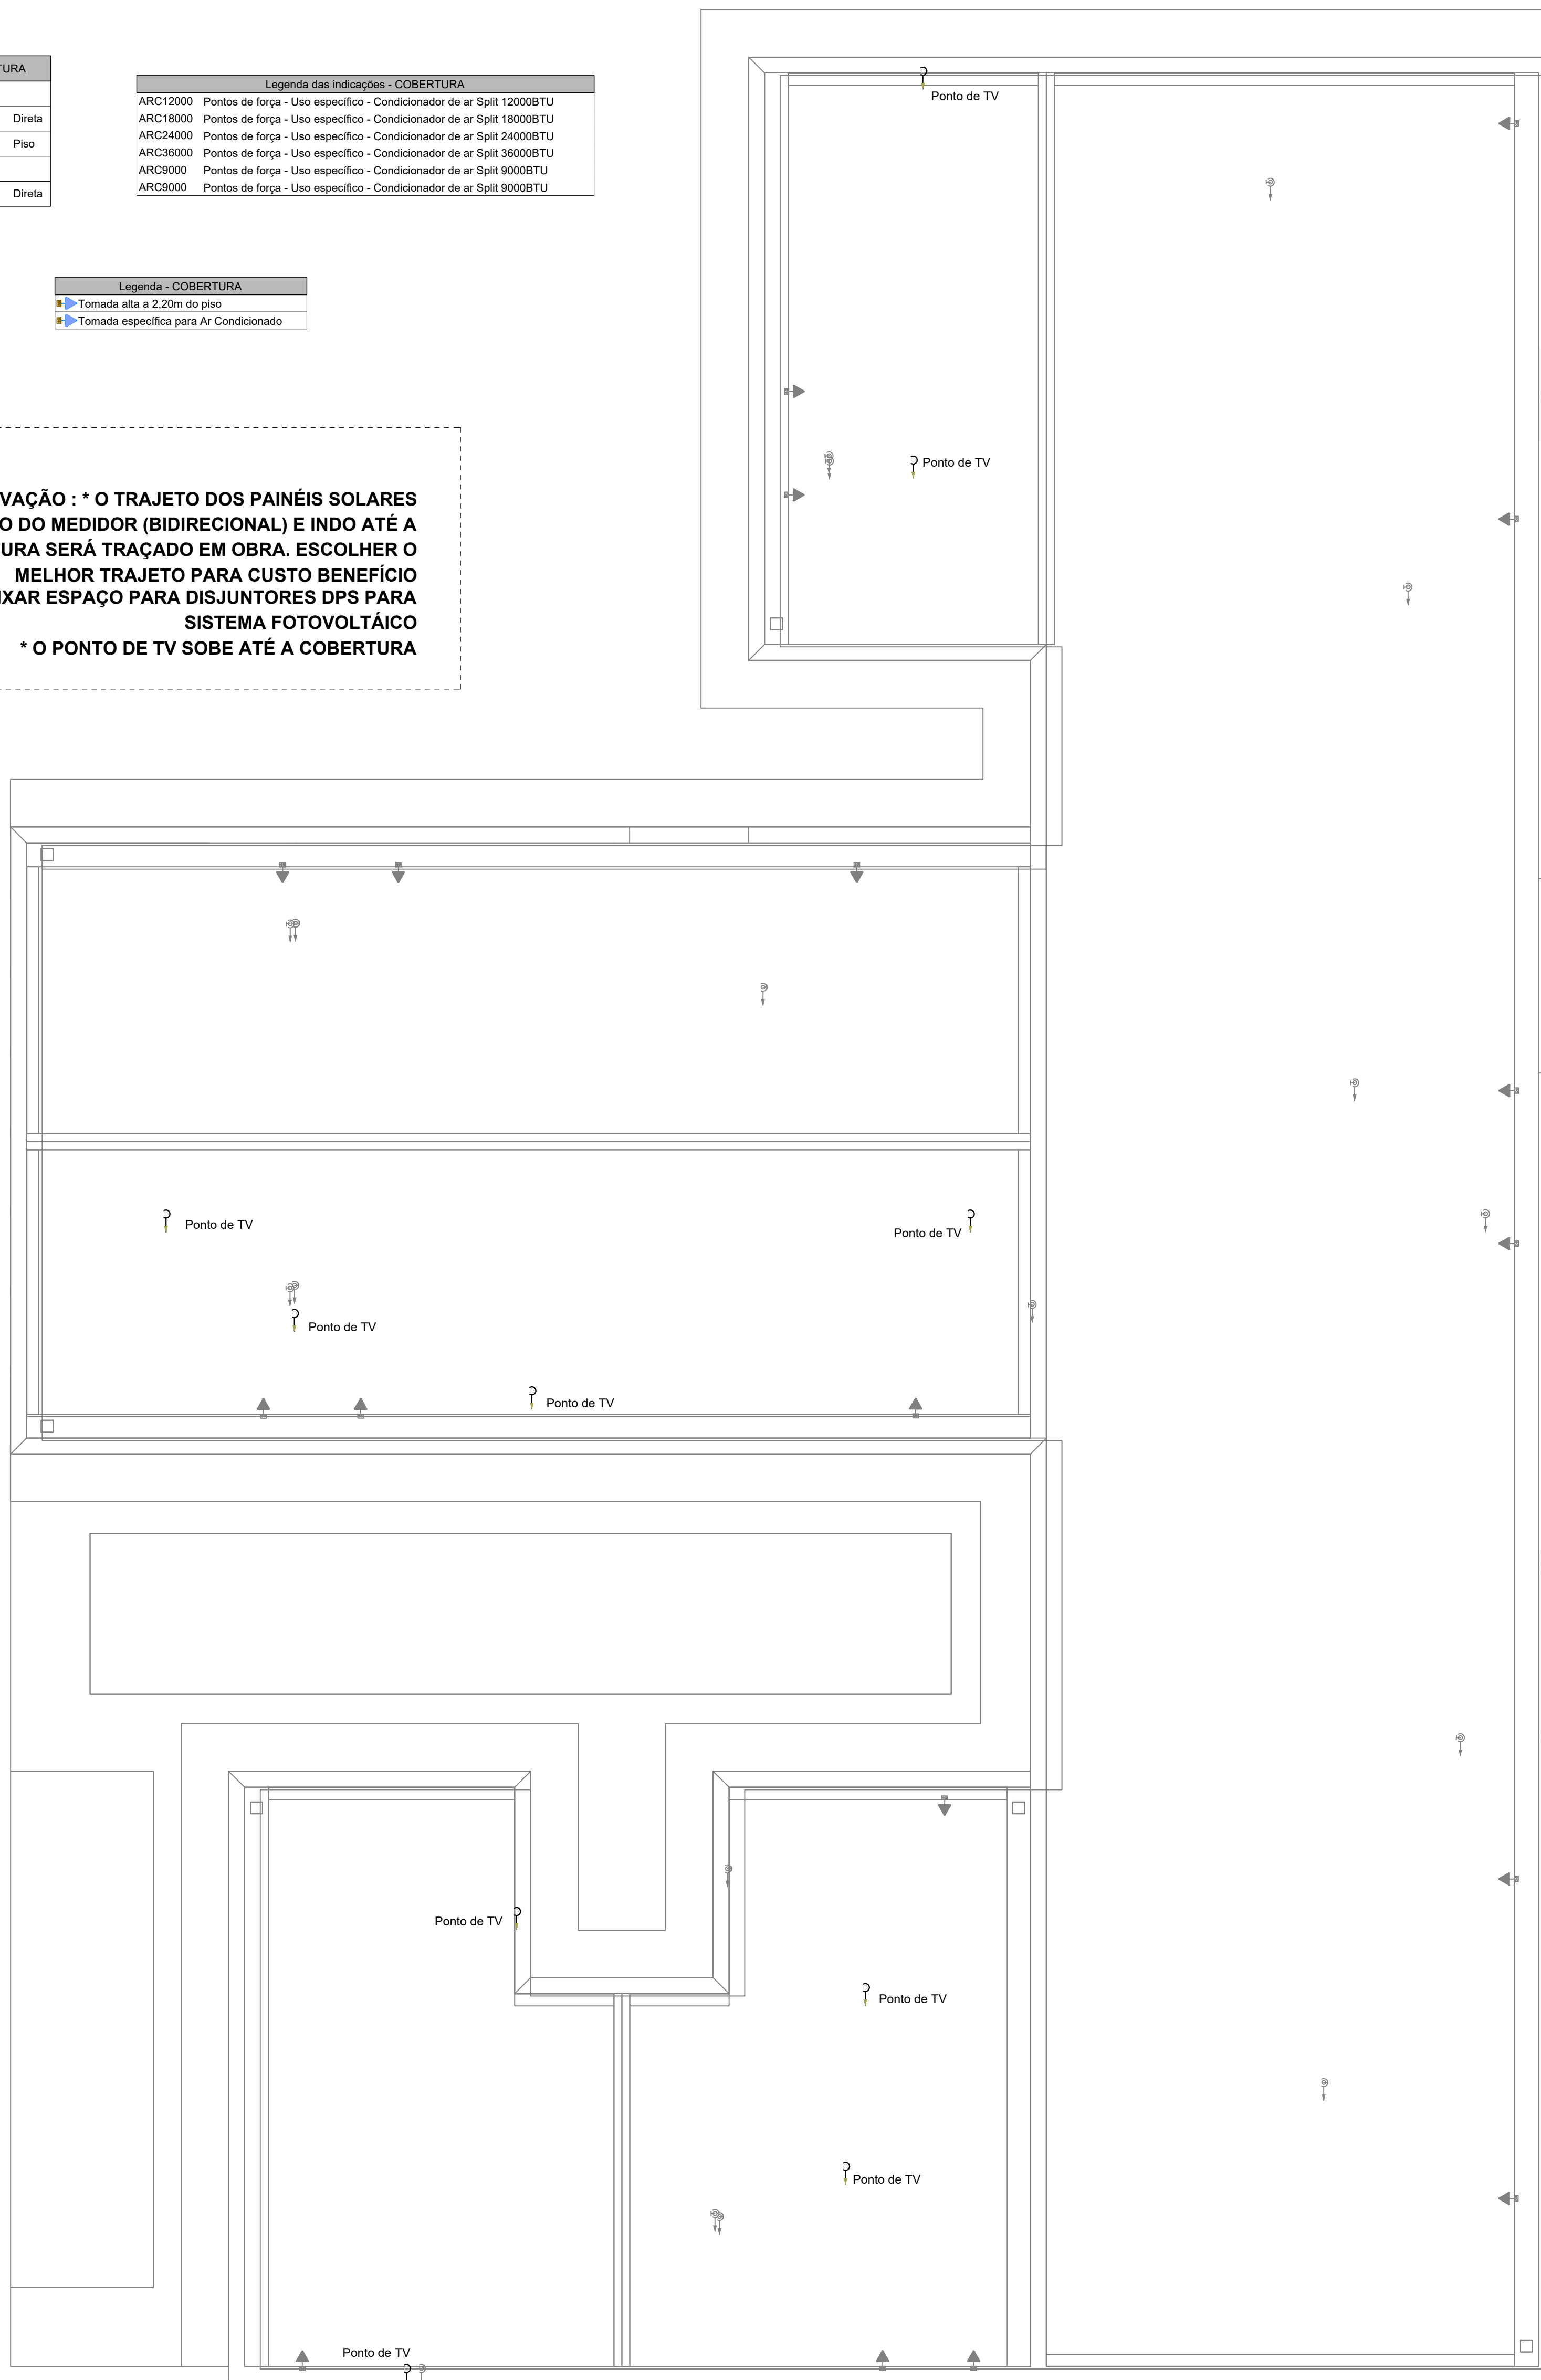 TURA
Direta
Piso
Direta
Legenda das indicações - COBERTURA
ARC12000 Pontos de força - Uso específico - Condicionador de ar Split 12000BTU
ARC18000 Pontos de força - Uso específico - Condicionador de ar Split 18000BTU
ARC24000 Pontos de força - Uso específico - Condicionador de ar Split 24000BTU
ARC36000 Pontos de força - Uso específico - Condicionador de ar Split 36000BTU
ARC9000 Pontos de força - Uso específico - Condicionador de ar Split 9000BTU
ARC9000 Pontos de força - Uso específico - Condicionador de ar Split 9000BTU
Legenda - COBERTURA
Tomada alta a 2,20m do piso
Tomada específica para Ar Condicionado
VAÇÃO : * O TRAJETO DOS PAINÉIS SOLARES
O DO MEDIDOR (BIDIRECIONAL) E INDO ATÉ A
URA SERÁ TRAÇADO EM OBRA. ESCOLHER O
MELHOR TRAJETO PARA CUSTO BENEFÍCIO
IXAR ESPAÇO PARA DISJUNTORES DPS PARA
SISTEMA FOTOVOLTÁICO
* O PONTO DE TV SOBE ATÉ A COBERTURA
Ponto de TV
Ponto de TV
Ponto de TV
Ponto de TV
Ponto de TV
Ponto de TV
Ponto de TV
Ponto de TV
Ponto de TV
Ponto de TV